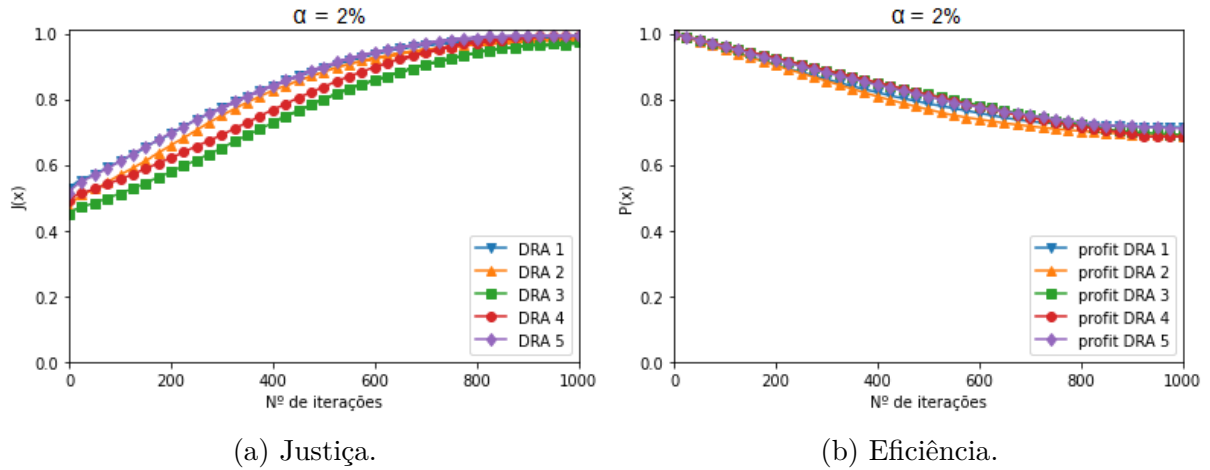 α = 2%
1.0
0.8
0.6
0.4
0.2
0.0
J(x)
0 200 400 600 800 1000
Nº de iterações
DRA 1
DRA 2
DRA 3
DRA 4
DRA 5
(a) Justiça.
α = 2%
1.0
0.8
0.6
0.4
0.2
0.0
P(x)
0 200 400 600 800 1000
Nº de iterações
profit DRA 1
profit DRA 2
profit DRA 3
profit DRA 4
profit DRA 5
(b) Eficiência.